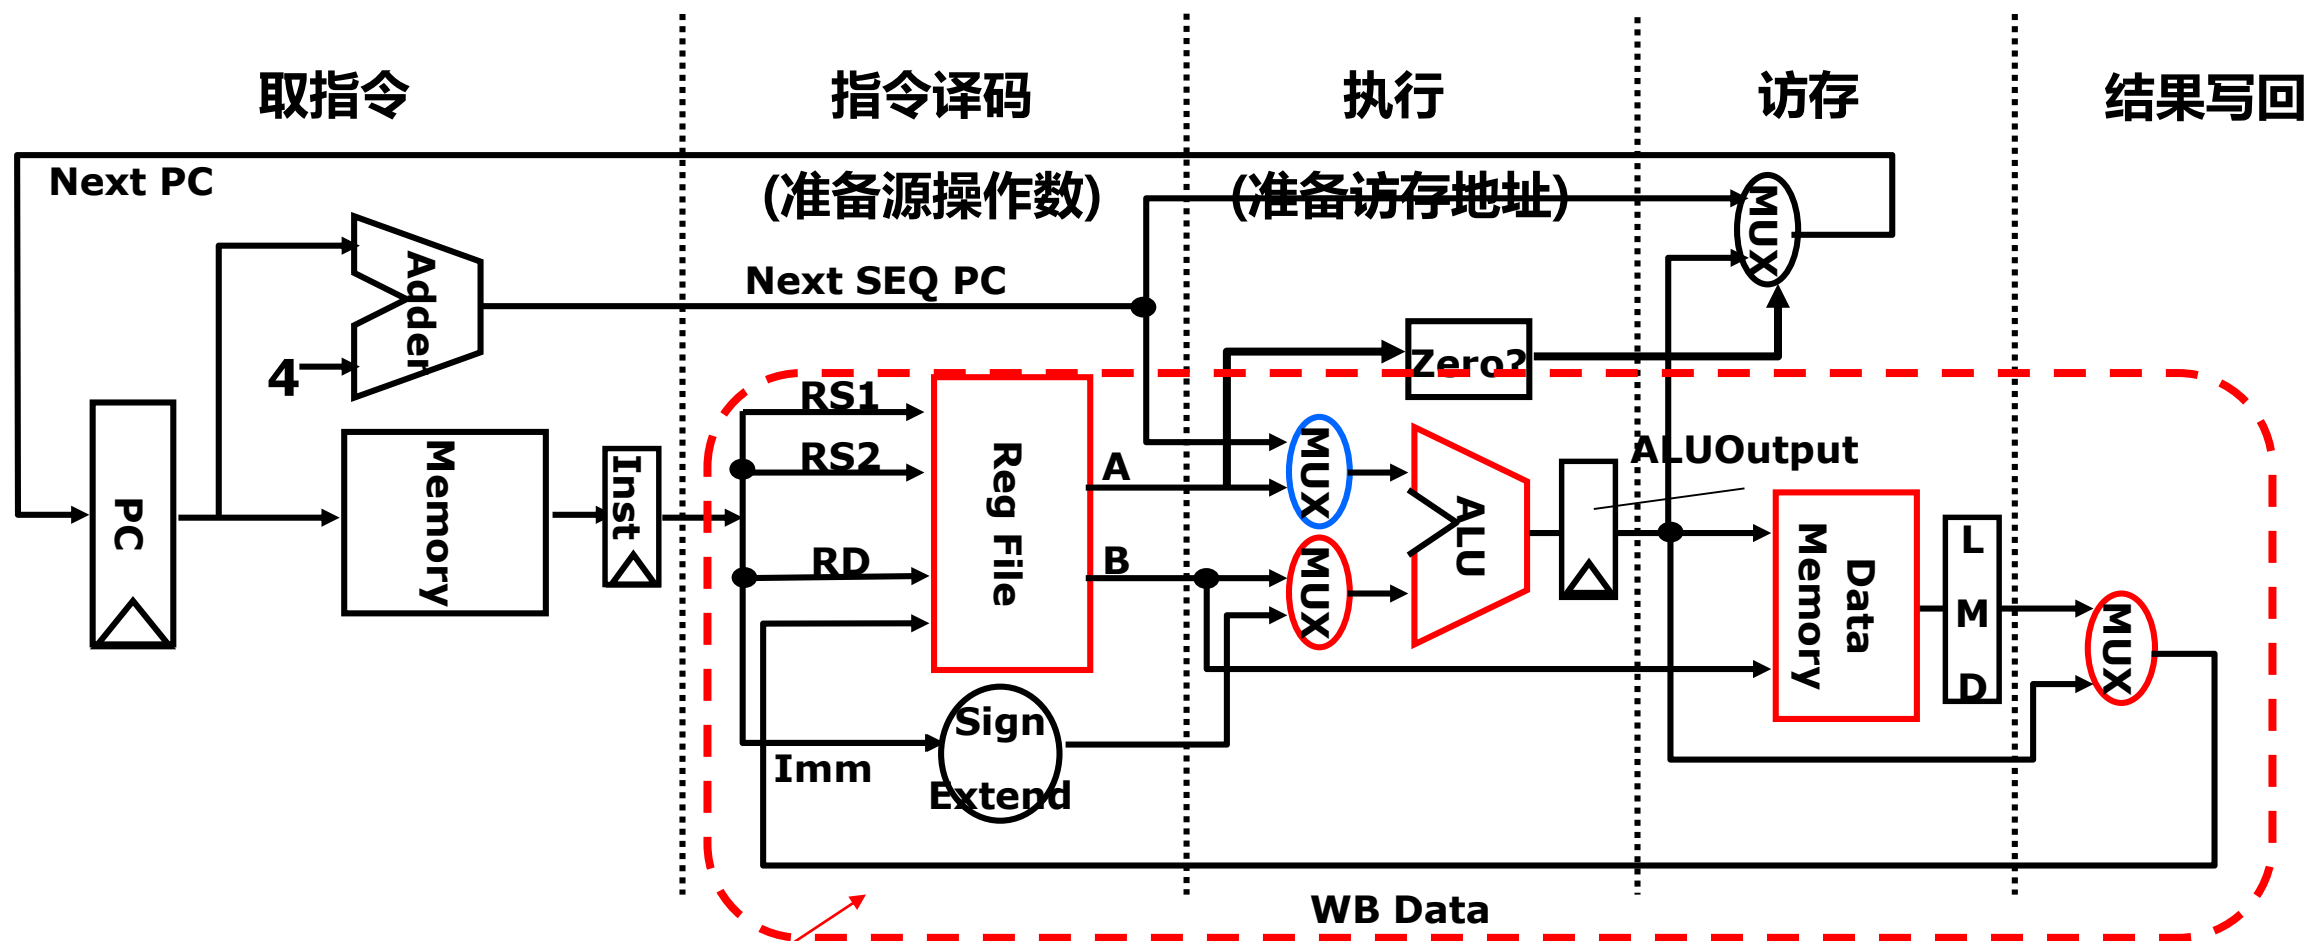 取指令
指令译码
执行
访存
结果写回
Next PC
(准备源操作数)
(准备访存地址)
MUX
Adder
Next SEQ PC
4
Zero?
RS1
RS2
RD
Imm
PC
Memory
Inst
Reg File
A
B
MUX
MUX
ALU
ALUOutput
Data
Memory
L
M
D
MUX
Sign
Extend
WB Data